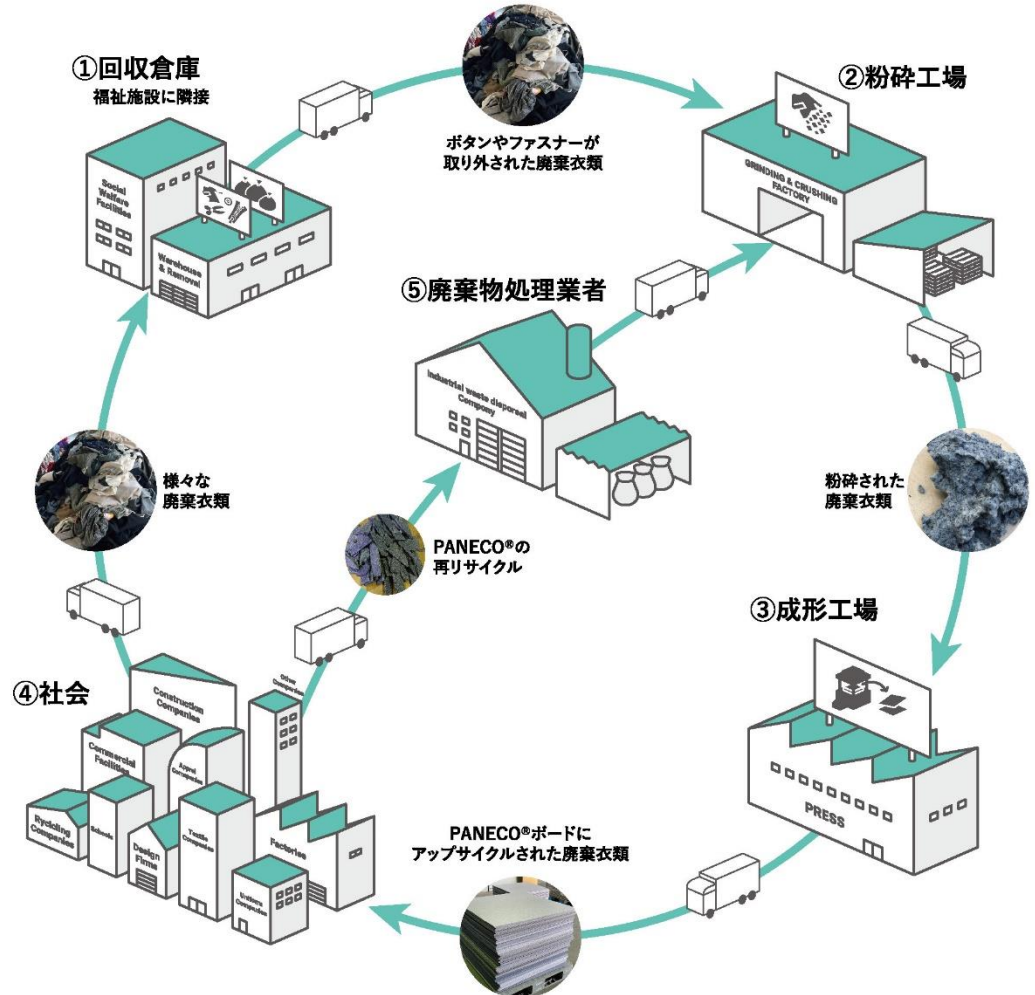 ①回収倉庫
福祉施設に隣接
Social
Welfare
Facilities
Warehouse
& Removal
ボタンやファスナーが
取り外された廃棄衣類
②粉砕工場
GRINDING & CRUSHING
FACTORY
⑤廃棄物処理業者
Industrial waste disporsal
Company
様々な
廃棄衣類
粉砕された
廃棄衣類
PANECO®の
再リサイクル
③成形工場
PRESS
④社会
Construction
Companies
Other
Companies
Commercial
Facilities
Apprel
Companies
Rycicling
Companies
Schools
Design
Firms
Textile
Companies
Factories
Uniform
Companies
PANECO®ボードに
アップサイクルされた廃棄衣類